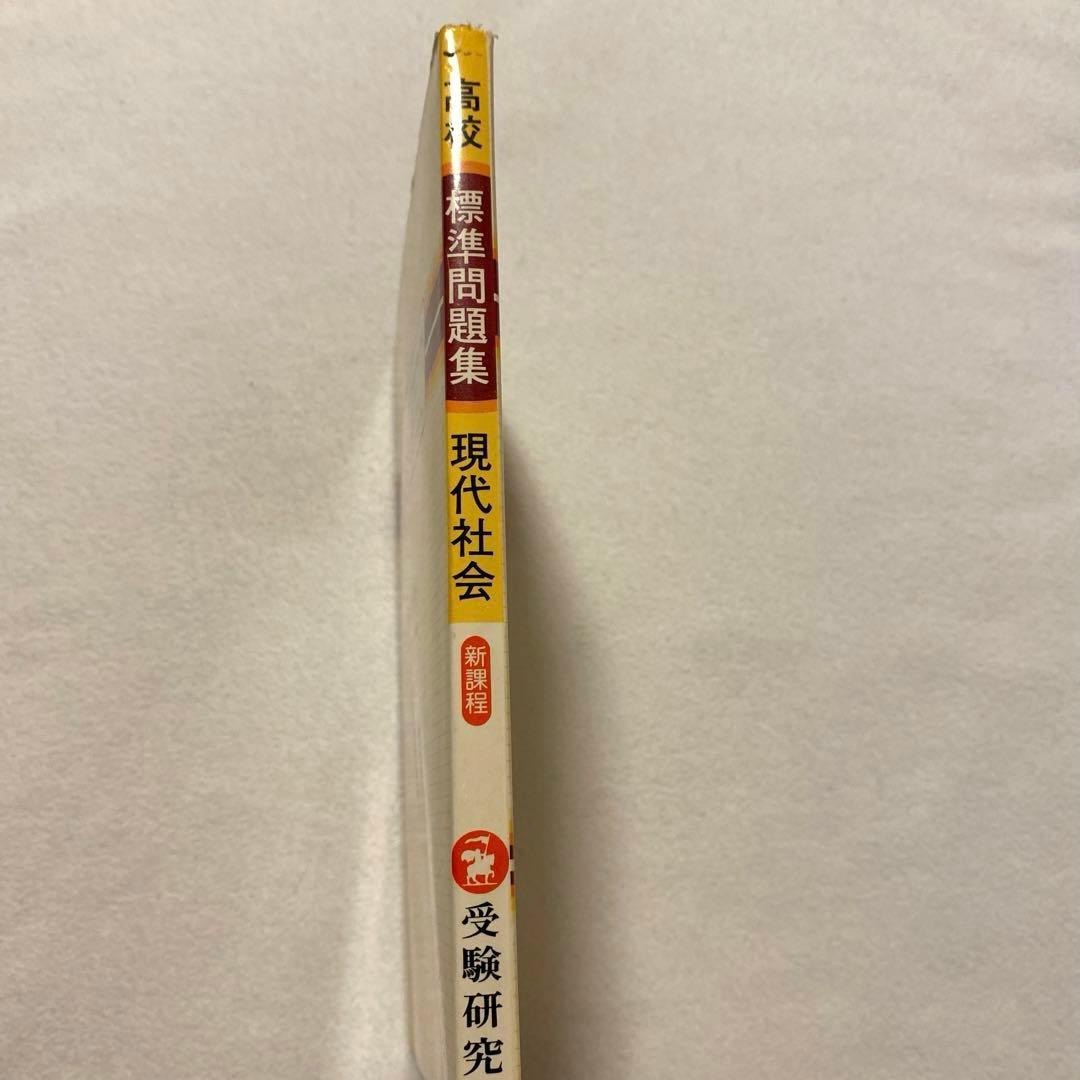 高校
標準問題集
現代社会
新課程
受験研究